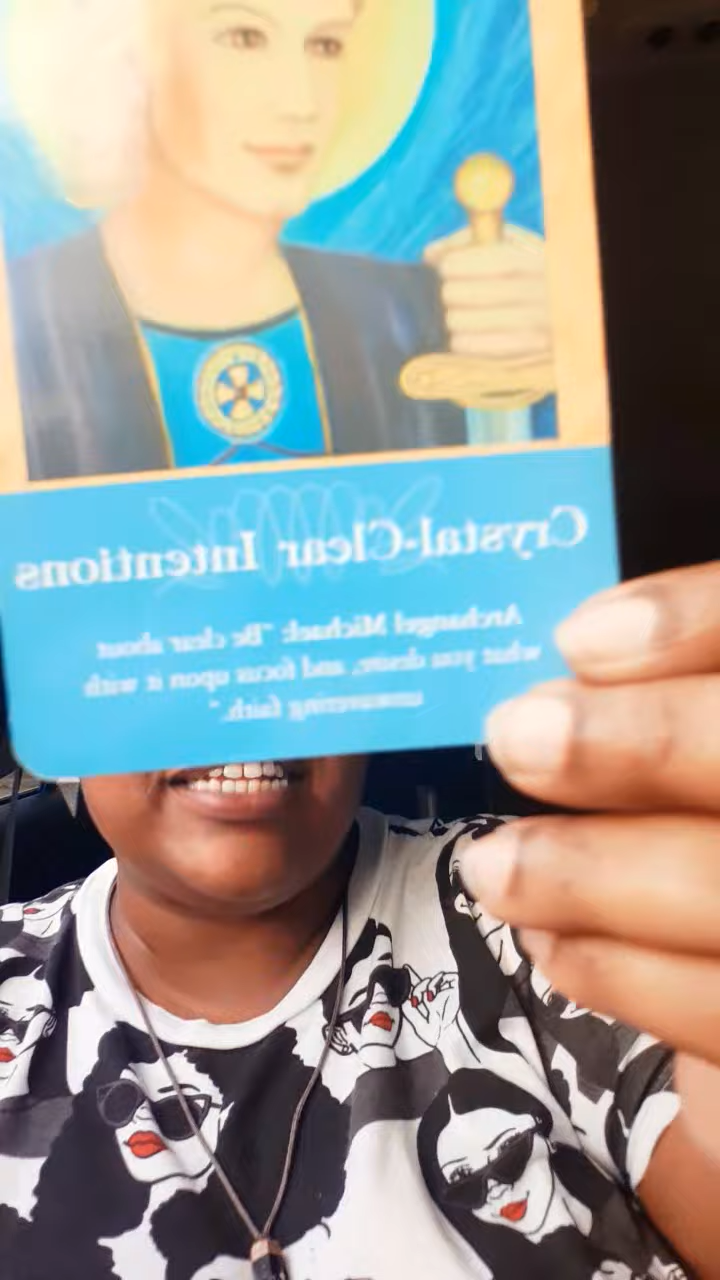 Crystal-Clear Intentions
Archangel Michael: "Be clear about
what you desire, and focus upon it with
unwavering faith."